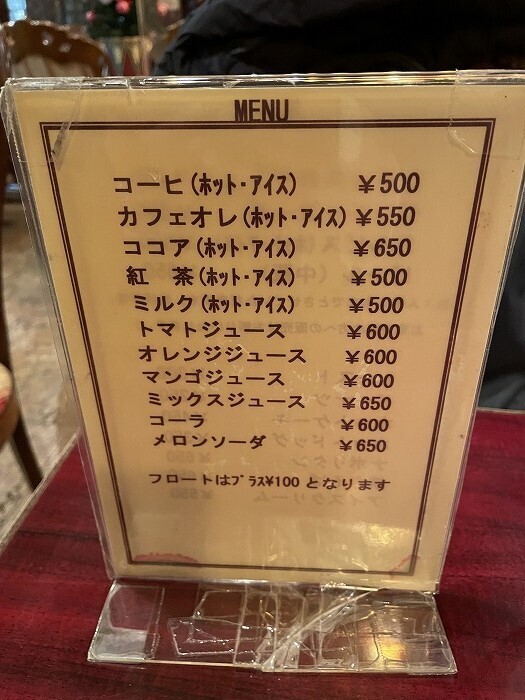 MENU
コーヒ(ホット・アイス) ¥500
カフェオレ(ホット・アイス) ¥550
ココア(ホット・アイス) ¥650
紅 茶(ホット・アイス) ¥500
ミルク(ホット・アイス) ¥500
トマトジュース ¥600
オレンジジュース ¥600
マンゴジュース ¥600
ミックスジュース ¥650
コーラ ¥600
メロンソーダ ¥650
フロートはプラス¥100となります